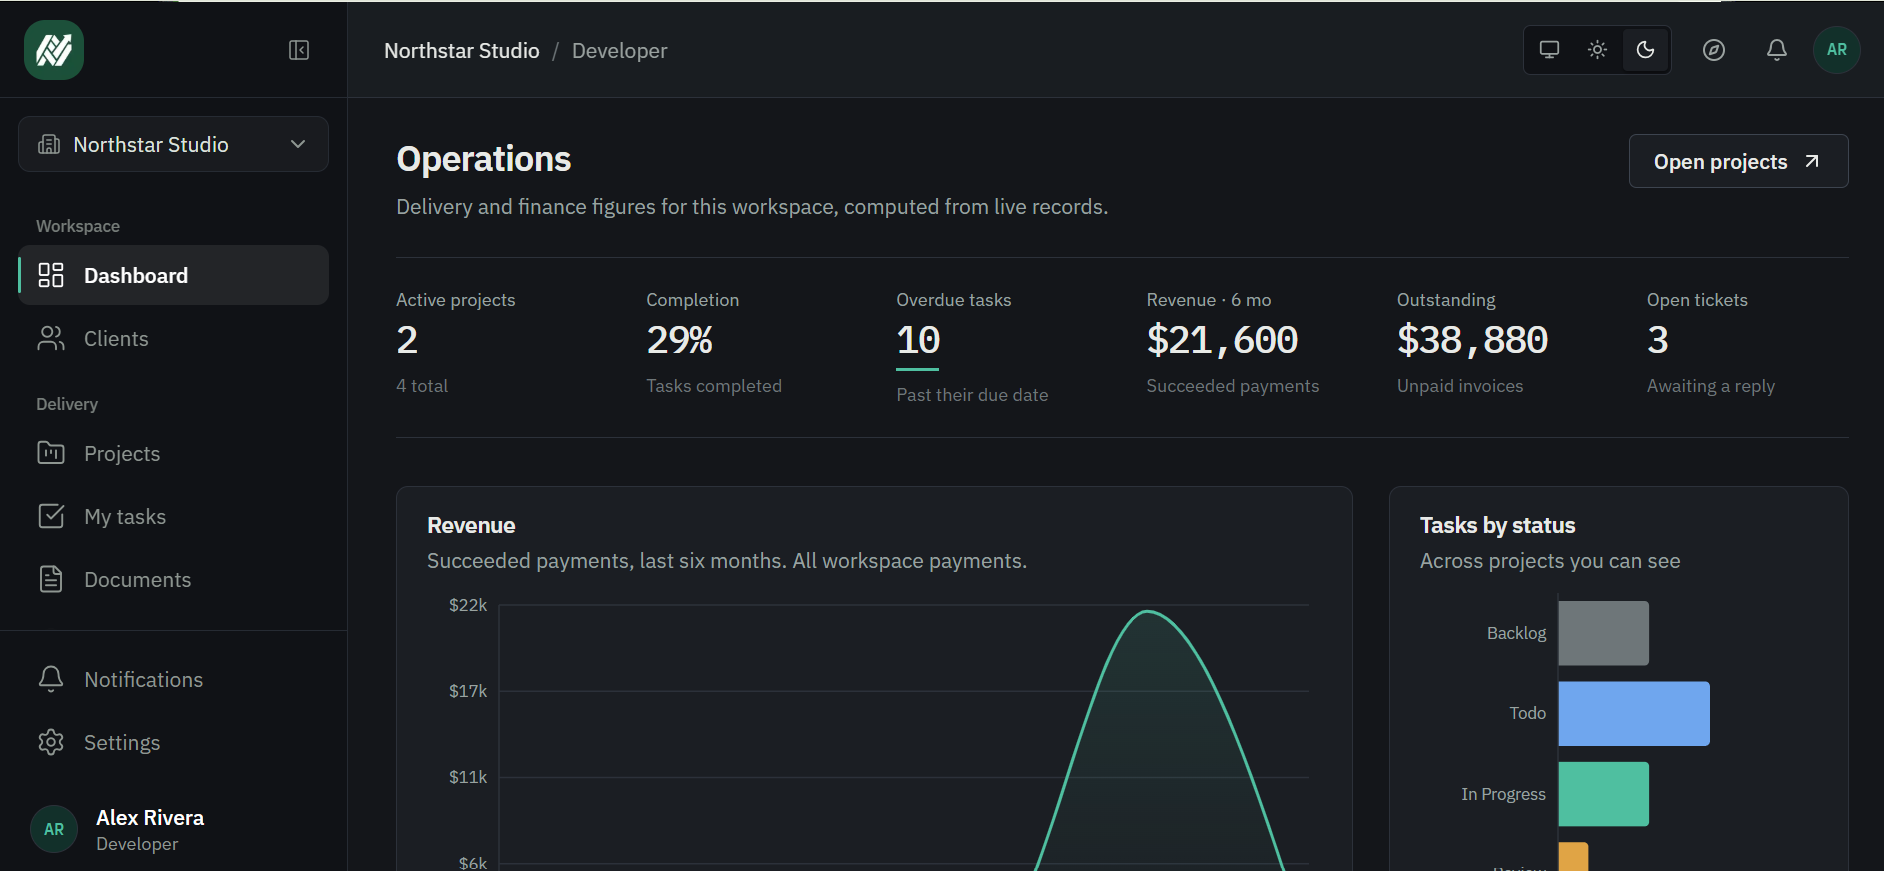 Northstar Studio / Developer
AR
Northstar Studio
Workspace
Dashboard
Clients
Delivery
Projects
My tasks
Documents
Notifications
Settings
AR
Alex Rivera
Developer
Operations
Delivery and finance figures for this workspace, computed from live records.
Open projects
Active projects
2
4 total
Completion
29%
Tasks completed
Overdue tasks
10
Past their due date
Revenue · 6 mo
$21,600
Succeeded payments
Outstanding
$38,880
Unpaid invoices
Open tickets
3
Awaiting a reply
Revenue
Succeeded payments, last six months. All workspace payments.
$22k
$17k
$11k
$6k
Tasks by status
Across projects you can see
Backlog
Todo
In Progress
Review